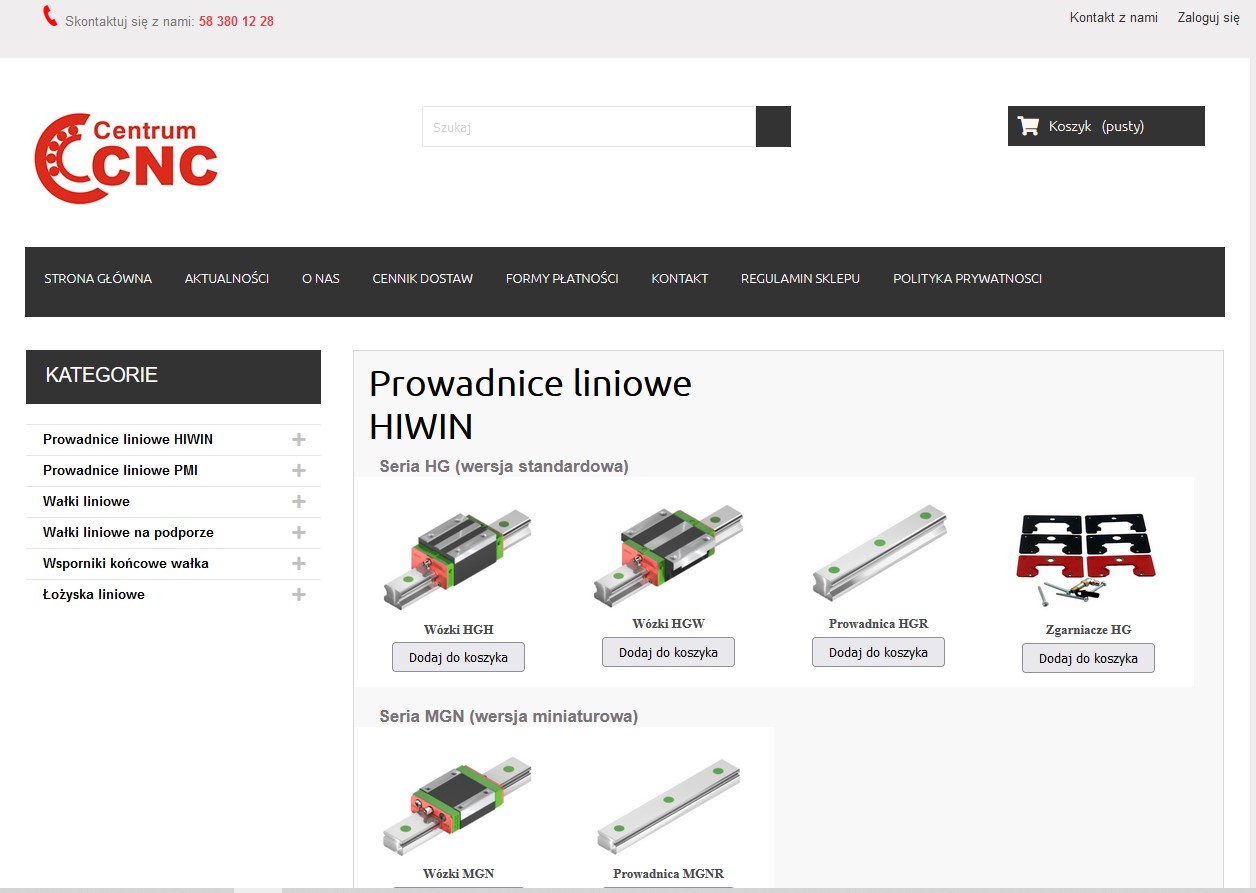 Skontaktuj się z nami: 58 380 12 28
Kontakt z nami
Zaloguj się
Centrum
CNC
Szukaj
Koszyk (pusty)
STRONA GŁÓWNA
AKTUALNOŚCI
O NAS
CENNIK DOSTAW
FORMY PŁATNOŚCI
KONTAKT
REGULAMIN SKLEPU
POLITYKA PRYWATNOSCI
KATEGORIE
Prowadnice liniowe HIWIN
Prowadnice liniowe PMI
Wałki liniowe
Wałki liniowe na podporze
Wsporniki końcowe wałka
Łożyska liniowe
Prowadnice liniowe
HIWIN
Seria HG (wersja standardowa)
Wózki HGH
Wózki HGW
Prowadnica HGR
Zgarniacze HG
Dodaj do koszyka
Dodaj do koszyka
Dodaj do koszyka
Dodaj do koszyka
Seria MGN (wersja miniaturowa)
Wózki MGN
Prowadnica MGNR